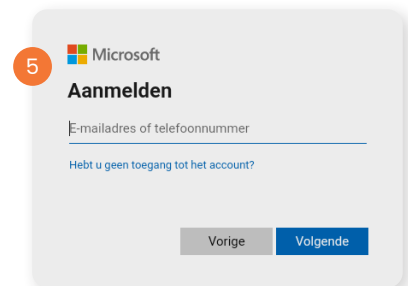 5
Microsoft
Aanmelden
E-mailadres of telefoonnummer
Hebt u geen toegang tot het account?
Vorige
Volgende